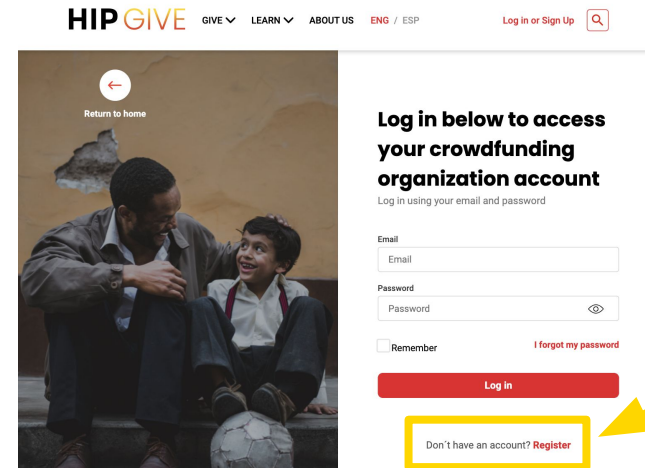 HIP GIVE GIVE LEARN ABOUT US ENG / ESP Log in or Sign Up
Return to home
Log in below to access
your crowdfunding
organization account
Log in using your email and password
Email
Email
Password
Password
Remember I forgot my password
Log in
Don´t have an account? Register